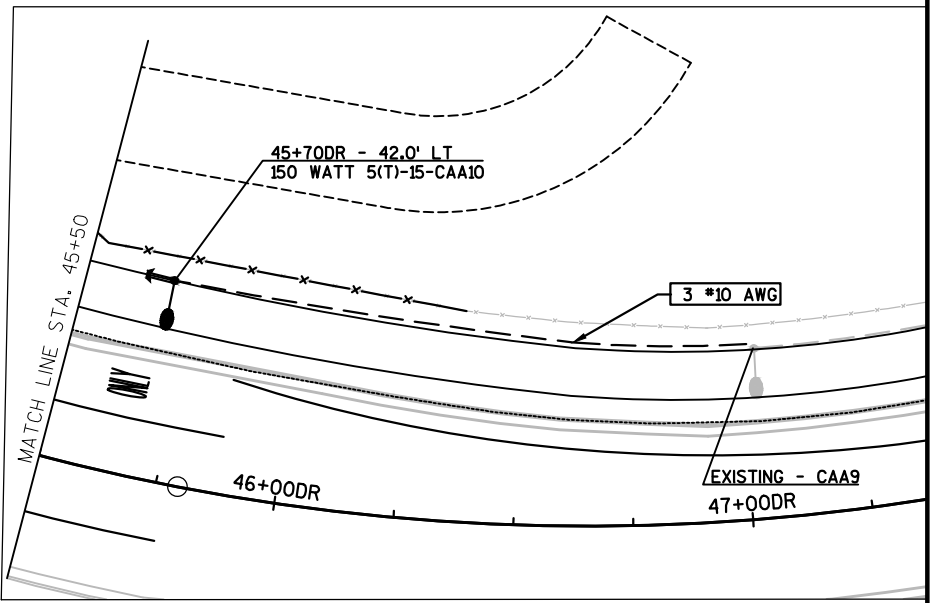 45+70DR - 42.0' LT
150 WATT 5(T)-15-CAA10
MATCH LINE STA. 45+50
3 #10 AWG
ONLY
EXISTING - CAA9
46+00DR
47+00DR